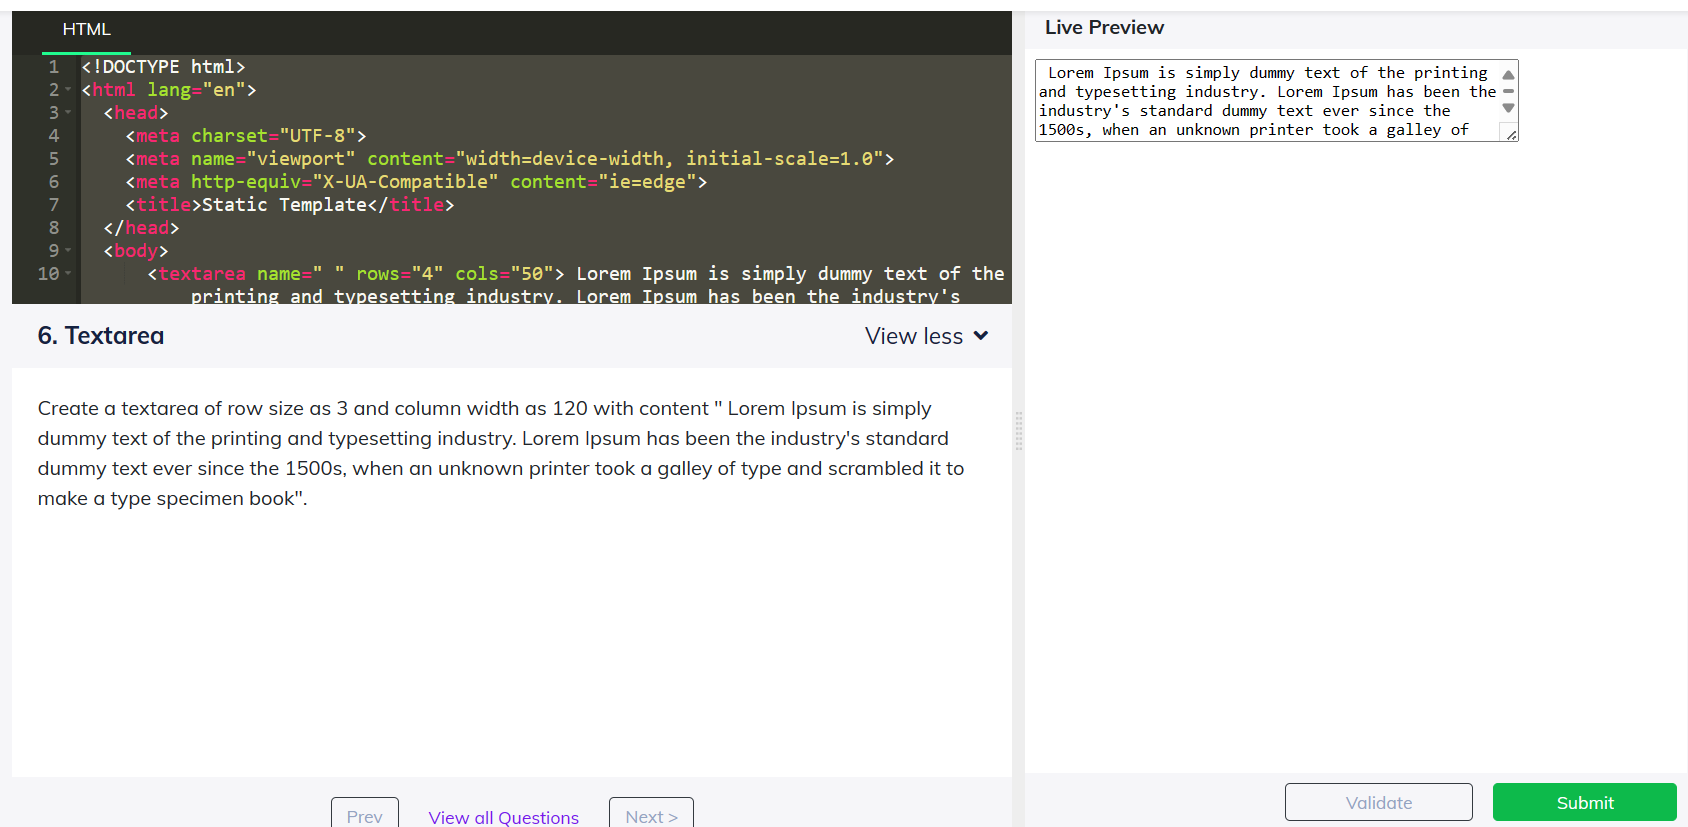 HTML
Live Preview
1 <!DOCTYPE html>
2 <html lang="en">
3 <head>
4 <meta charset="UTF-8">
5 <meta name="viewport" content="width=device-width, initial-scale=1.0">
6 <meta http-equiv="X-UA-Compatible" content="ie=edge">
7 <title>Static Template</title>
8 </head>
9 <body>
10 <textarea name=" " rows="4" cols="50"> Lorem Ipsum is simply dummy text of the
printing and typesetting industry. Lorem Ipsum has been the industry's
Lorem Ipsum is simply dummy text of the printing
and typesetting industry. Lorem Ipsum has been the
industry's standard dummy text ever since the
1500s, when an unknown printer took a galley of
6. Textarea
View less
Create a textarea of row size as 3 and column width as 120 with content " Lorem Ipsum is simply
dummy text of the printing and typesetting industry. Lorem Ipsum has been the industry's standard
dummy text ever since the 1500s, when an unknown printer took a galley of type and scrambled it to
make a type specimen book".
Prev
View all Questions
Next >
Validate
Submit